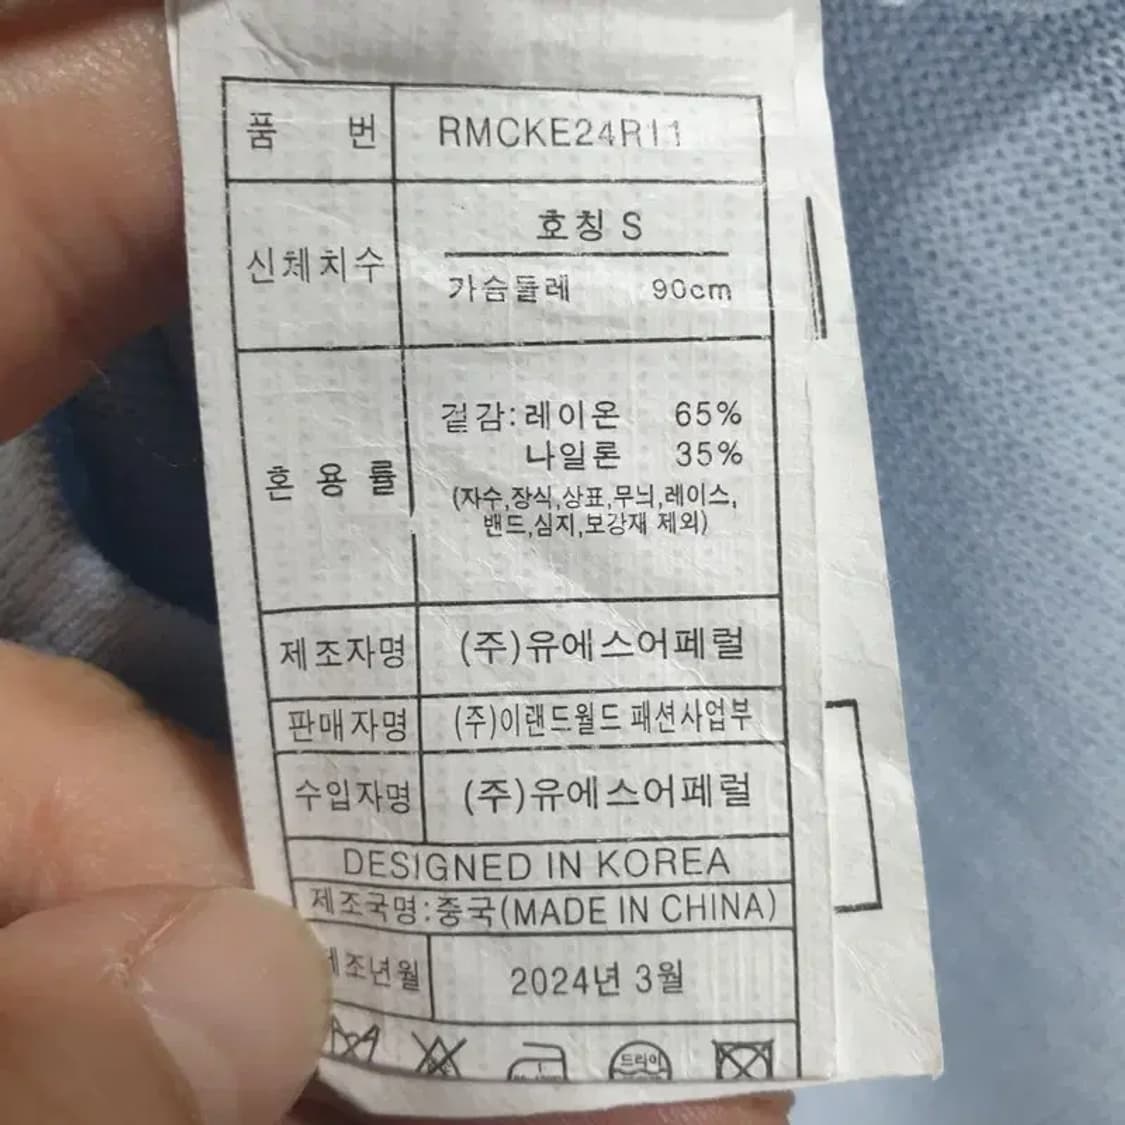 품 번 RMCKE24R11
신체치수
호칭 S
가슴둘레 90cm
혼용률
겉감:레이온 65%
나일론 35%
(자수,장식,상표,무늬,레이스,
밴드,심지,보강재 제외)
제조자명 (주)유에스어페럴
판매자명 (주)이랜드월드 패션사업부
수입자명 (주)유에스어페럴
DESIGNED IN KOREA
제조국명:중국(MADE IN CHINA)
제조년월 2024년 3월
드라이